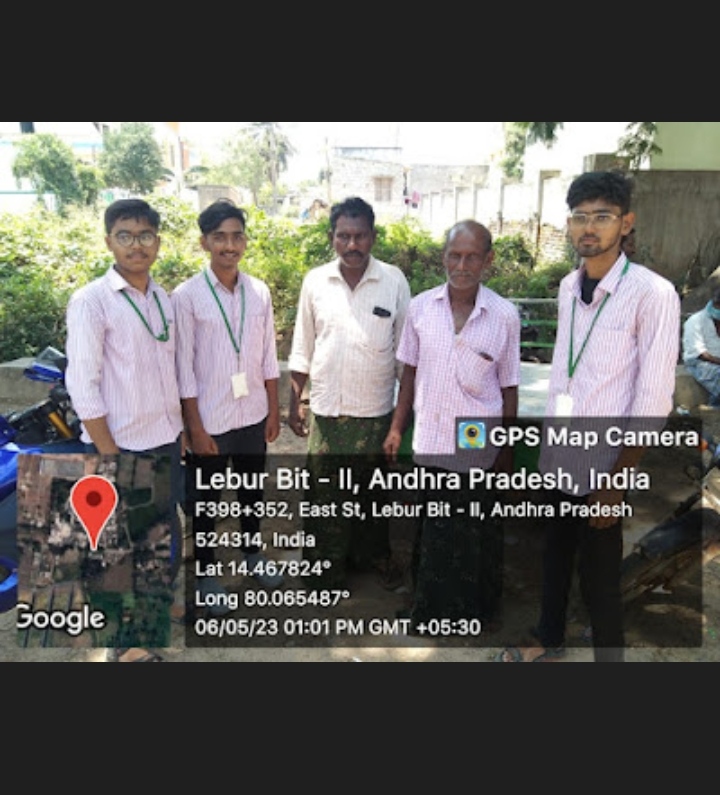 GPS Map Camera
Lebur Bit - II, Andhra Pradesh, India
F398+352, East St, Lebur Bit - II, Andhra Pradesh
524314, India
Lat 14.467824°
Long 80.065487°
06/05/23 01:01 PM GMT +05:30
Google